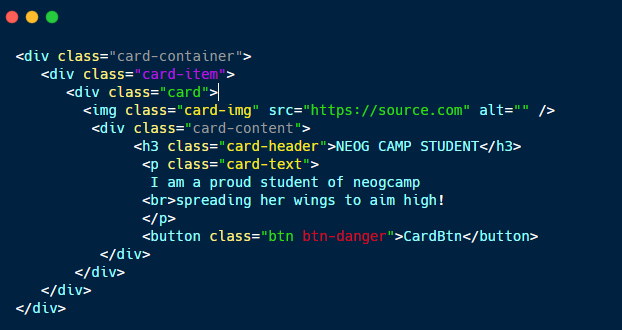 <div class="card-container">
<div class="card-item">
<div class="card">
<img class="card-img" src="https://source.com" alt="" />
<div class="card-content">
<h3 class="card-header">NEOG CAMP STUDENT</h3>
<p class="card-text">
I am a proud student of neogcamp
<br>spreading her wings to aim high!
</p>
<button class="btn btn-danger">CardBtn</button>
</div>
</div>
</div>
</div>